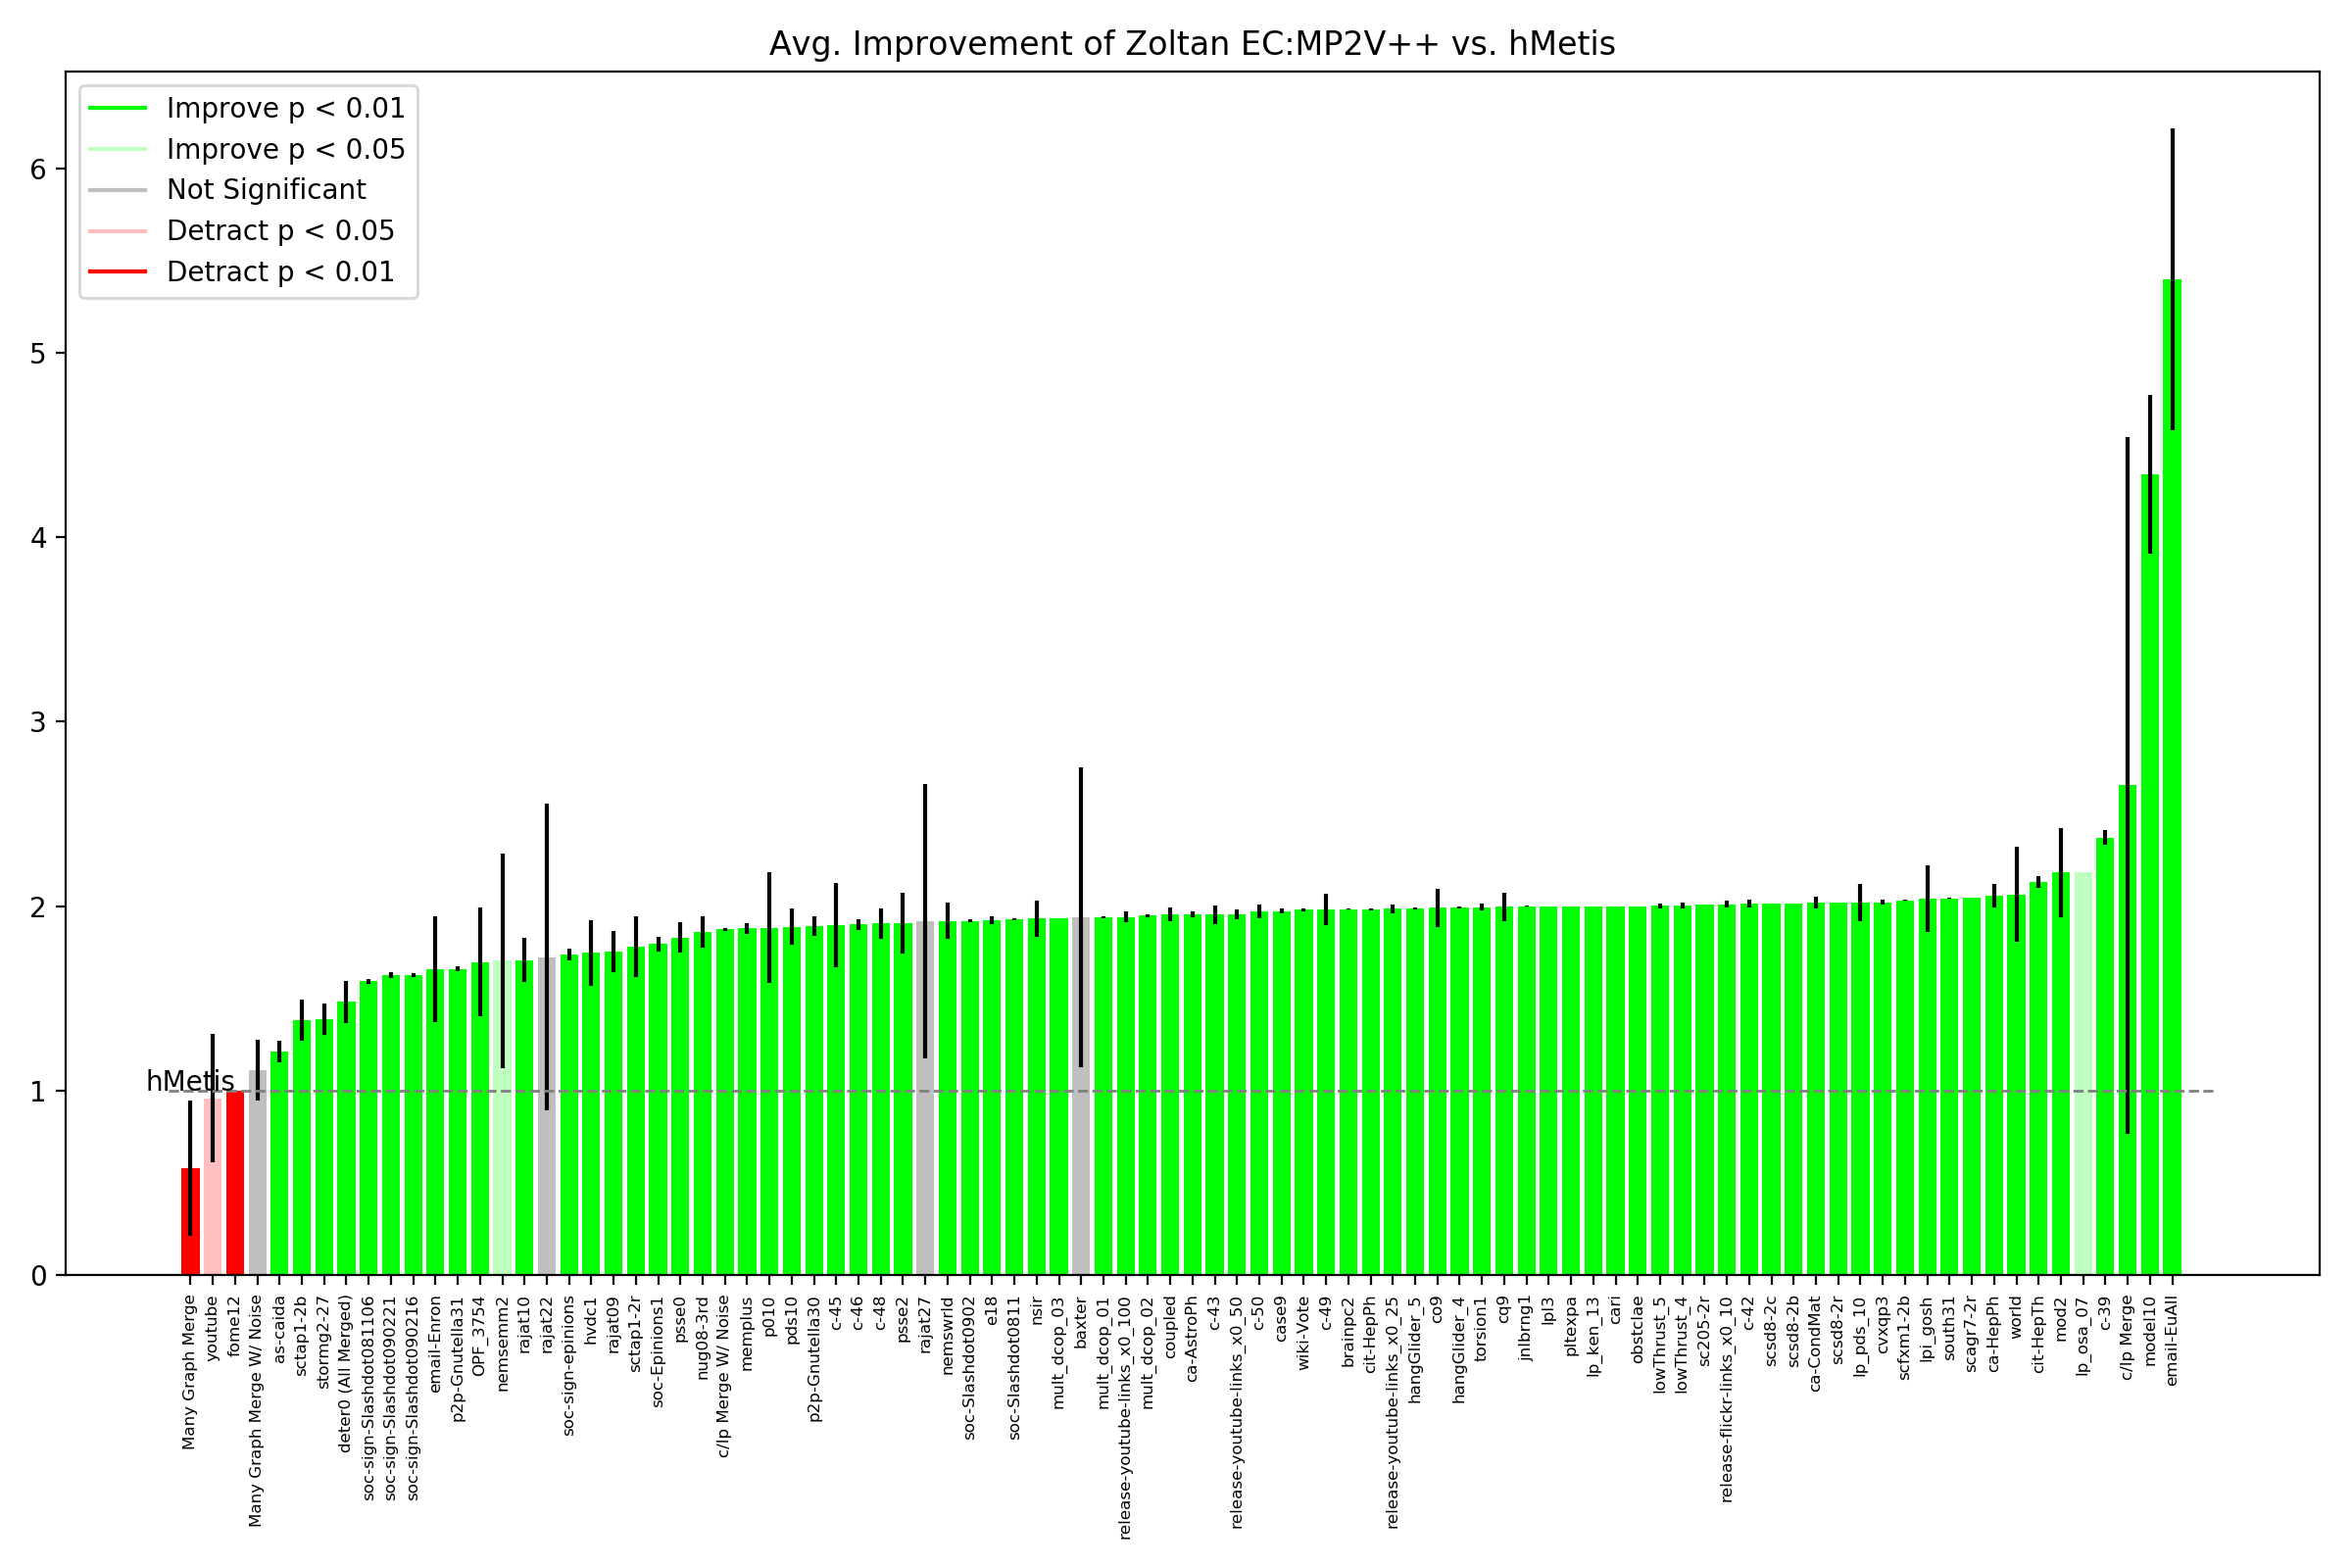 Avg. Improvement of Zoltan EC:MP2V++ vs. hMetis
Improve p < 0.01
Improve p < 0.05
Not Significant
Detract p < 0.05
Detract p < 0.01
6
5
4
3
2
1
0
hMetis
Many Graph Merge
youtube
fome12
Many Graph Merge W/ Noise
as-caida
sctap1-2b
stormg2-27
deter0 (All Merged)
soc-sign-Slashdot081106
soc-sign-Slashdot090221
soc-sign-Slashdot090216
email-Enron
p2p-Gnutella31
OPF_3754
nemsemm2
rajat10
rajat22
soc-sign-epinions
hvdc1
rajat09
sctap1-2r
soc-Epinions1
psse0
nug08-3rd
c/lp Merge W/ Noise
memplus
p010
pds10
p2p-Gnutella30
c-45
c-46
c-48
psse2
rajat27
nemswrld
soc-Slashdot0902
e18
soc-Slashdot0811
nsir
mult_dcop_03
baxter
mult_dcop_01
release-youtube-links_x0_100
mult_dcop_02
coupled
ca-AstroPh
c-43
release-youtube-links_x0_50
c-50
case9
wiki-Vote
c-49
brainpc2
cit-HepPh
release-youtube-links_x0_25
hangGlider_5
co9
hangGlider_4
torsion1
cq9
jnlbrng1
lpl3
pltexpa
lp_ken_13
cari
obstclae
lowThrust_5
lowThrust_4
sc205-2r
release-flickr-links_x0_10
c-42
scsd8-2c
scsd8-2b
ca-CondMat
scsd8-2r
lp_pds_10
cvxqp3
scfxm1-2b
lpi_gosh
south31
scagr7-2r
ca-HepPh
world
cit-HepTh
mod2
lp_osa_07
c-39
c/lp Merge
model10
email-EuAll